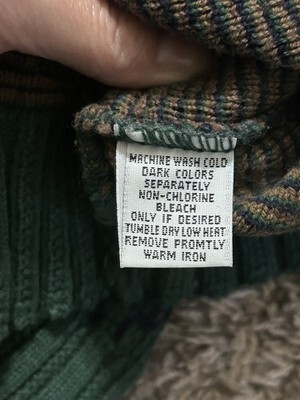 MACHINE WASH COLD
DARK COLORS
SEPARATELY
NON-CHLORINE
BLEACH
ONLY IF DESIRED
TUMBLE DAY LOW HEAT
REMOVE PROMTLY
WARM IRON